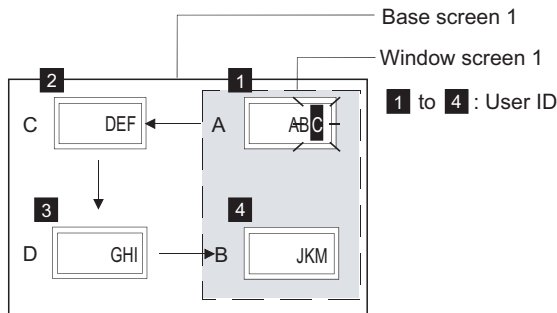 Base screen 1
Window screen 1
1 to 4 : User ID
2 1
C DEF A ABC
3 4
D GHI B JKM